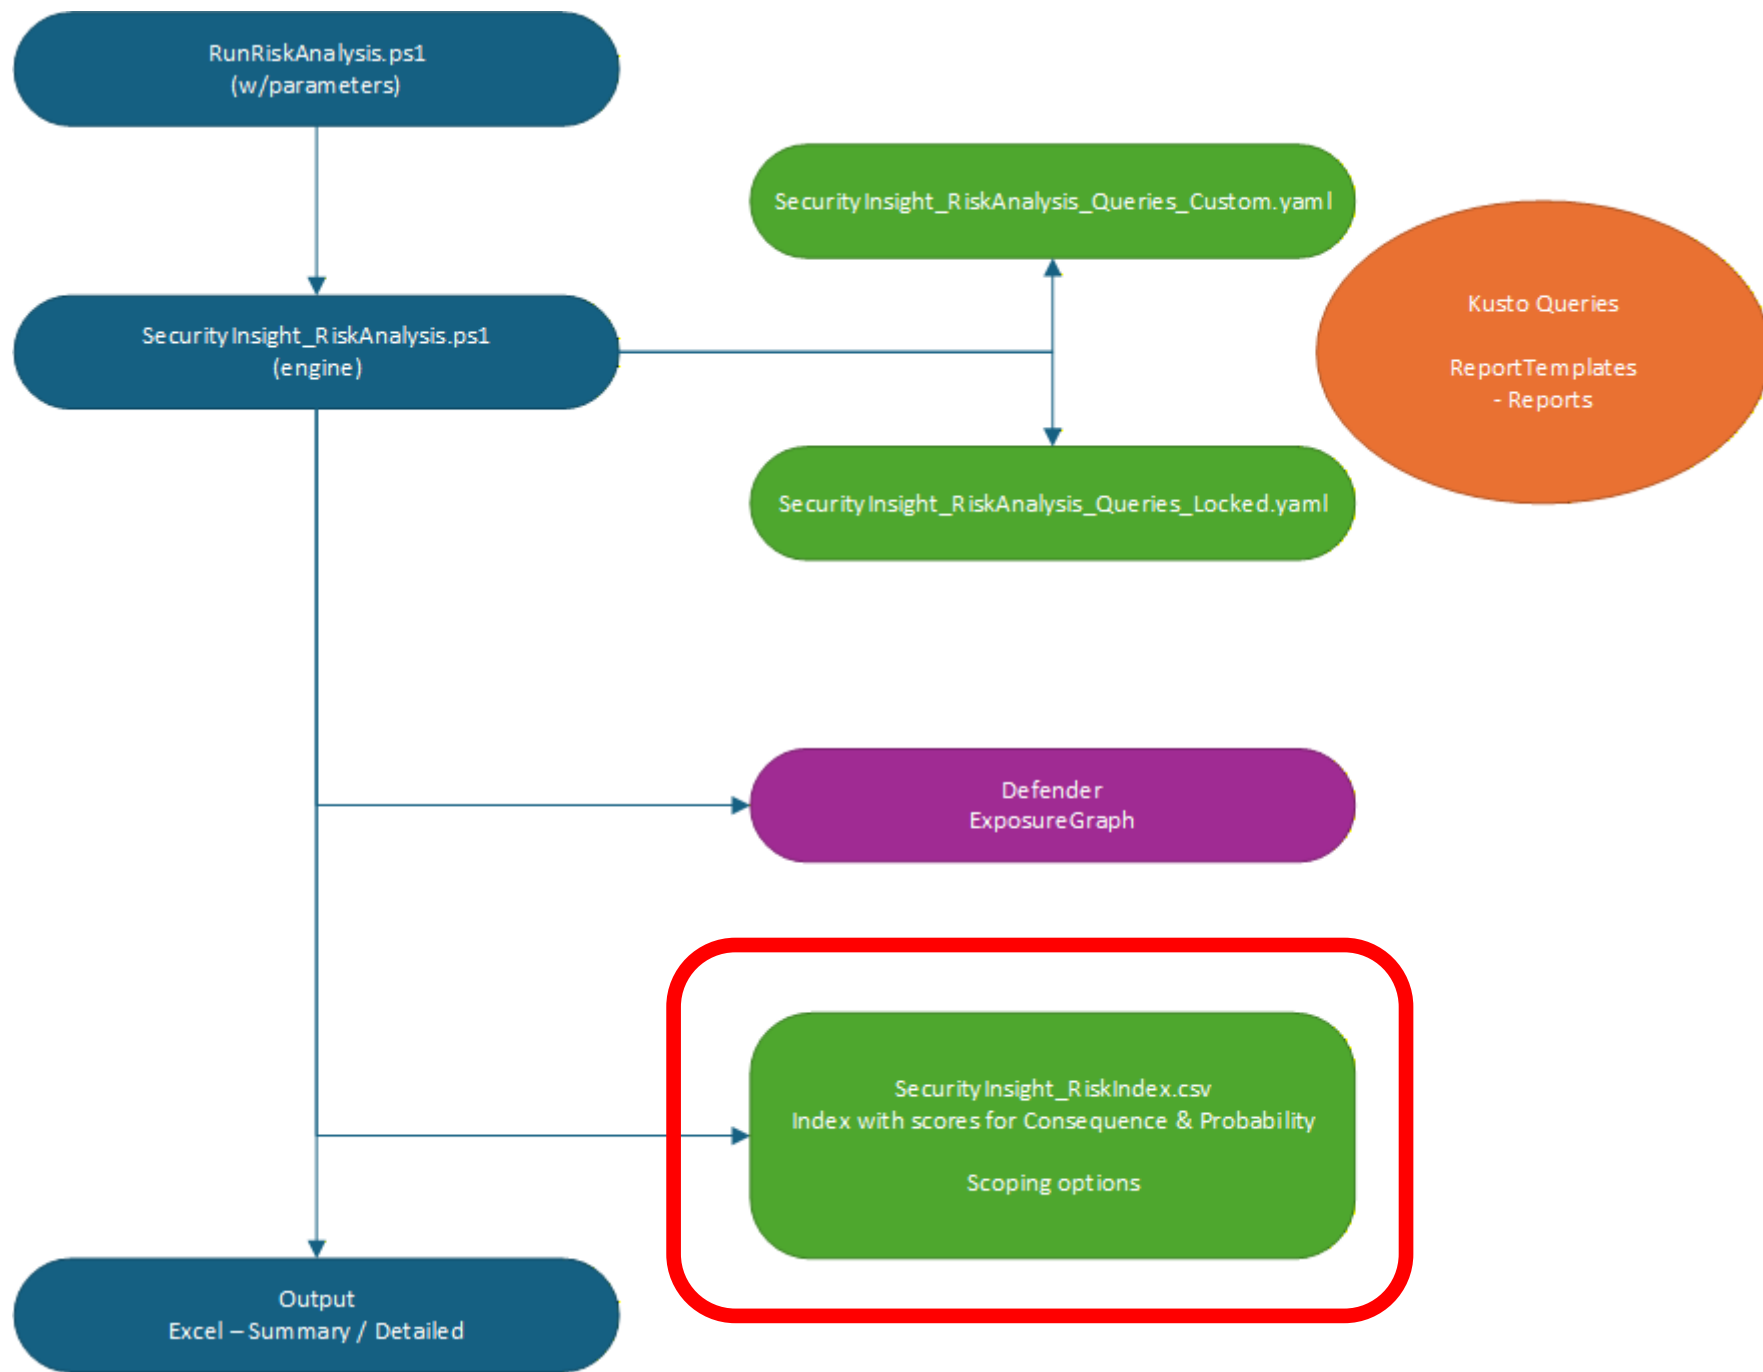 RunRiskAnalysis.ps1
(w/parameters)
SecurityInsight_RiskAnalysis_Queries_Custom.yaml
Kusto Queries
ReportTemplates
- Reports
SecurityInsight_RiskAnalysis.ps1
(engine)
SecurityInsight_RiskAnalysis_Queries_Locked.yaml
Defender
ExposureGraph
SecurityInsight_RiskIndex.csv
Index with scores for Consequence & Probability
Scoping options
Output
Excel – Summary / Detailed